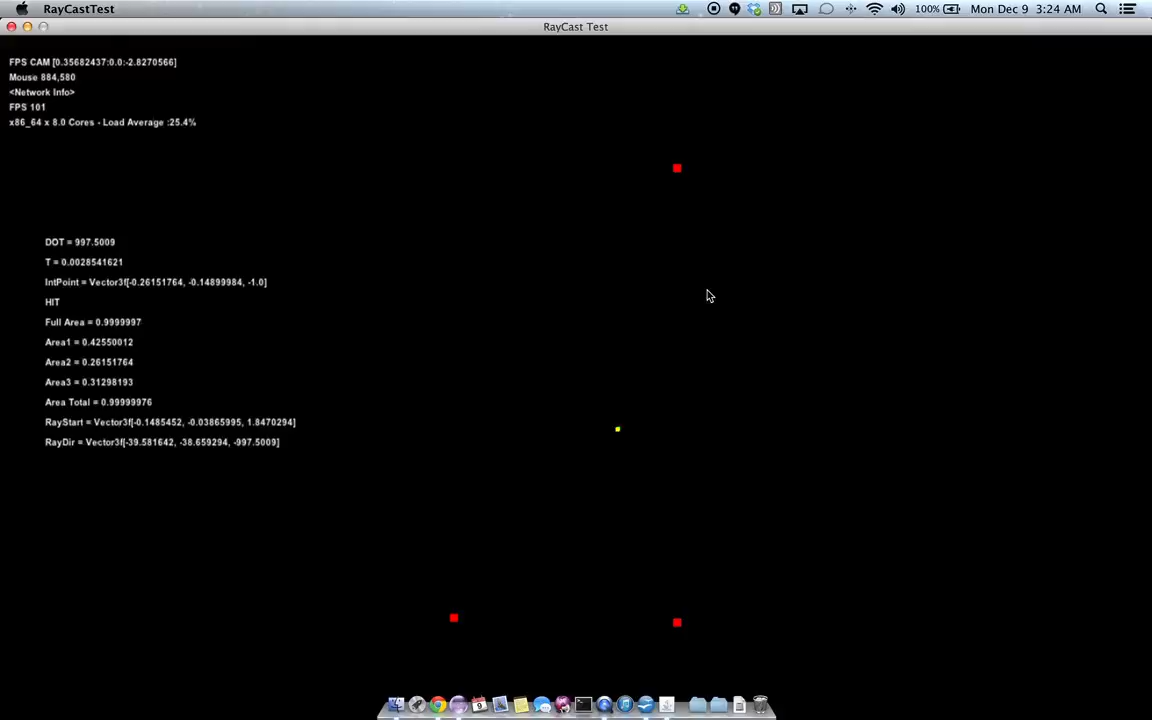 RayCastTest
100%
Mon Dec 9 3:24 AM
RayCast Test
FPS CAM [0.35682437:0.0:-2.8270566]
Mouse 884,580
<Network Info>
FPS 101
x86_64 x 8.0 Cores - Load Average :25.4%
DOT = 997.5009
T = 0.0028541621
IntPoint = Vector3f[-0.26151764, -0.14899984, -1.0]
HIT
Full Area = 0.9999997
Area1 = 0.42550012
Area2 = 0.26151764
Area3 = 0.31298193
Area Total = 0.99999976
RayStart = Vector3f[-0.1485452, -0.03865995, 1.8470294]
RayDir = Vector3f[-39.581642, -38.659294, -997.5009]
9